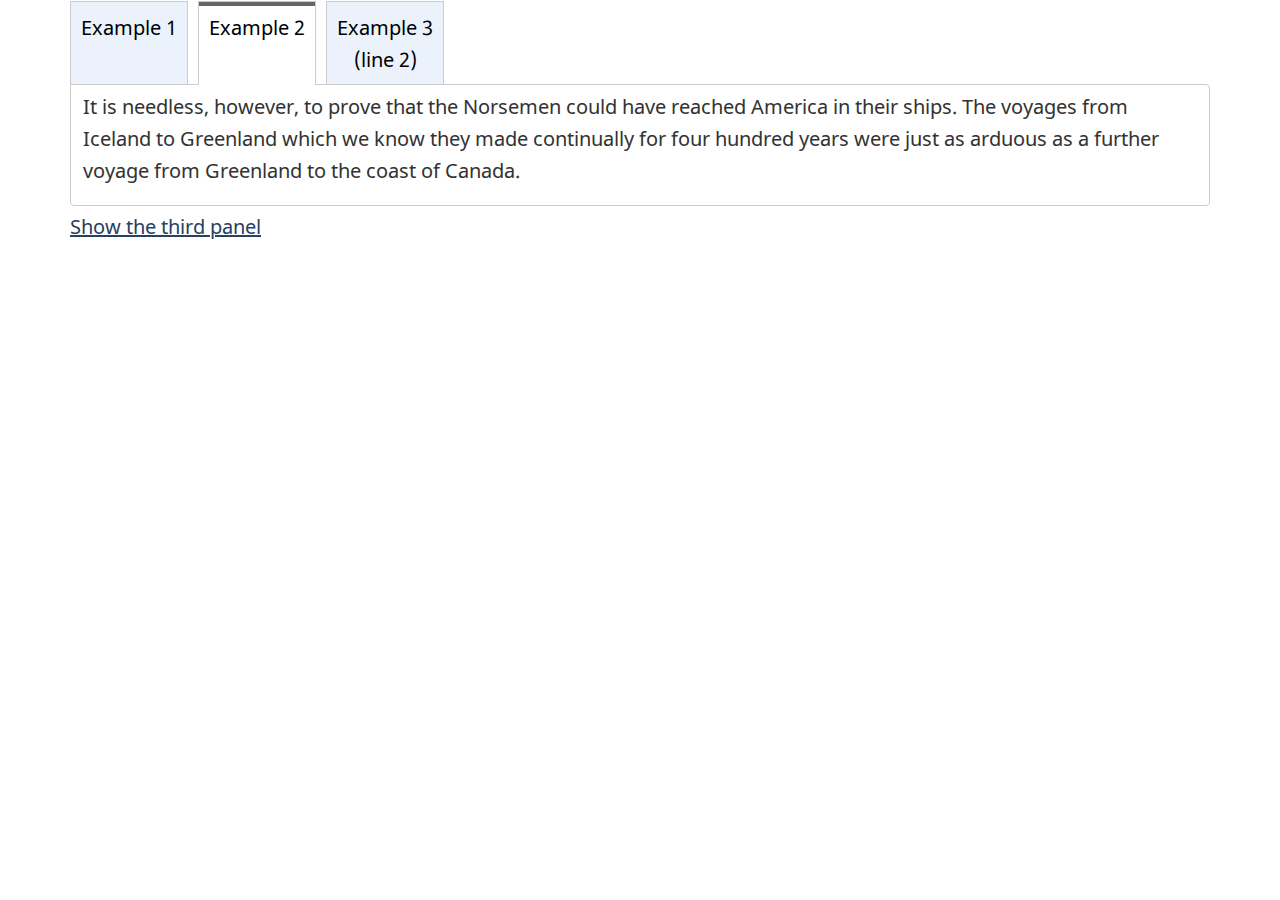 Example 1
Example 2
Example 3
(line 2)
It is needless, however, to prove that the Norsemen could have reached America in their ships. The voyages from
Iceland to Greenland which we know they made continually for four hundred years were just as arduous as a further
voyage from Greenland to the coast of Canada.
Show the third panel